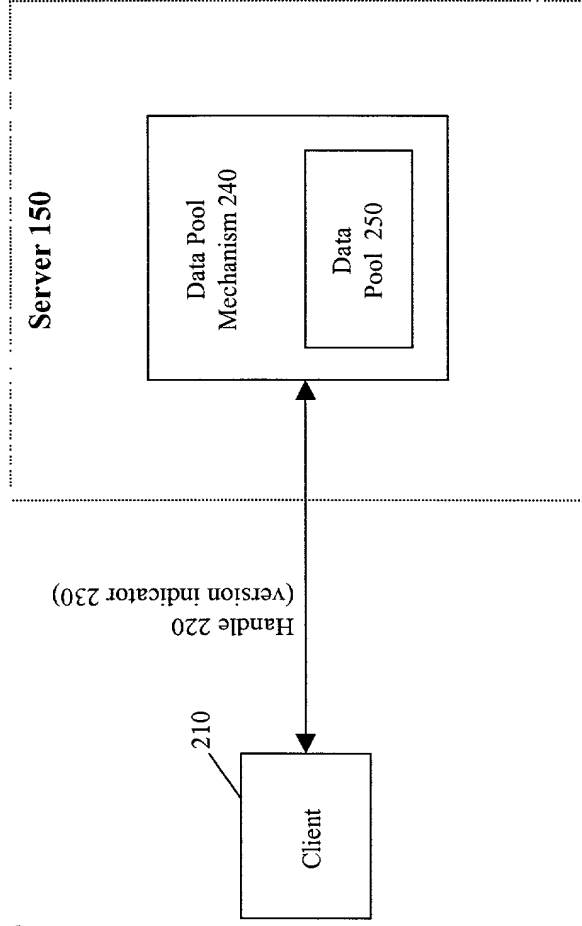 Server 150
Data Pool
Mechanism 240
Data
Pool 250
Handle 220
(version indicator 230)
210
Client